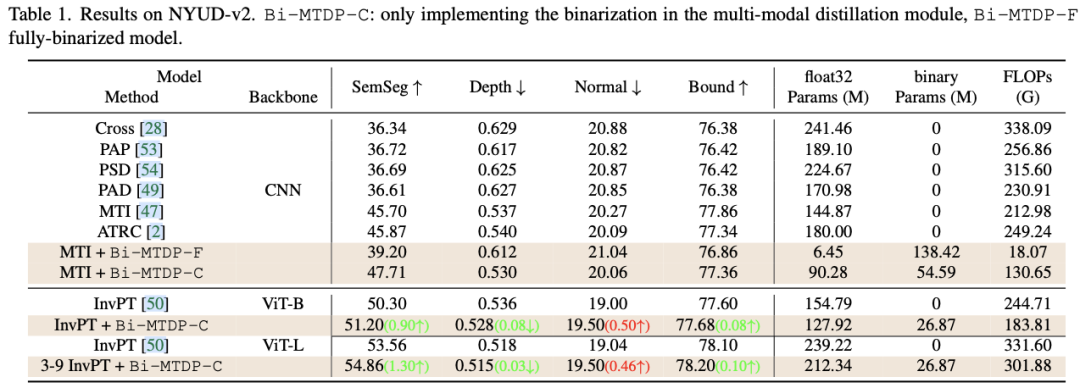 Table 1. Results on NYUD-v2. Bi-MTDP-C: only implementing the binarization in the multi-modal distillation module, Bi-MTDP-F
fully-binarized model.
Model SemSeg ↑ Depth ↓ Normal ↓ Bound ↑ float32 binary FLOPs
Method Backbone Params (M) Params (M) (G)
Cross [28] 36.34 0.629 20.88 76.38 241.46 0 338.09
PAP [53] 36.72 0.617 20.82 76.42 189.10 0 256.86
PSD [54] 36.69 0.625 20.87 76.42 224.67 0 315.60
PAD [49] CNN 36.61 0.627 20.85 76.38 170.98 0 230.91
MTI [47] 45.70 0.537 20.27 77.86 144.87 0 212.98
ATRC [2] 45.87 0.540 20.09 77.34 180.00 0 249.24
MTI + Bi-MTDP-F 39.20 0.612 21.04 76.86 6.45 138.42 18.07
MTI + Bi-MTDP-C 47.71 0.530 20.06 77.36 90.28 54.59 130.65
InvPT [50] ViT-B 50.30 0.536 19.00 77.60 154.79 0 244.71
InvPT + Bi-MTDP-C 51.20(0.90↑) 0.528(0.08↓) 19.50(0.50↑) 77.68(0.08↑) 127.92 26.87 183.81
InvPT [50] ViT-L 53.56 0.518 19.04 78.10 239.22 0 331.60
3-9 InvPT + Bi-MTDP-C 54.86(1.30↑) 0.515(0.03↓) 19.50(0.46↑) 78.20(0.10↑) 212.34 26.87 301.88